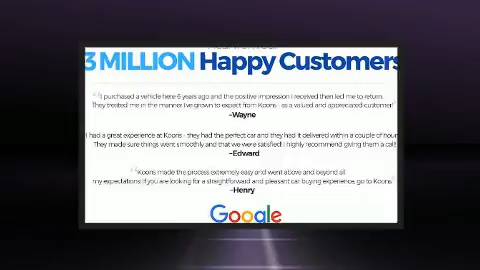 3 MILLION Happy Customers
"I purchased a vehicle here 6 years ago and the positive impression I received then led me to return.
They treated me in the manner I've grown to expect from Koons - as a valued and appreciated customer!"
~Wayne
I had a great experience at Koons - they had the perfect car and they had it delivered within a couple of hour
They made sure things went smoothly and that we were satisfied! I highly recommend giving them a call!
~Edward
"Koons made the process extremely easy and went above and beyond all
my expectations! If you are looking for a straightforward and pleasant car buying experience, go to Koons."
~Henry
Google